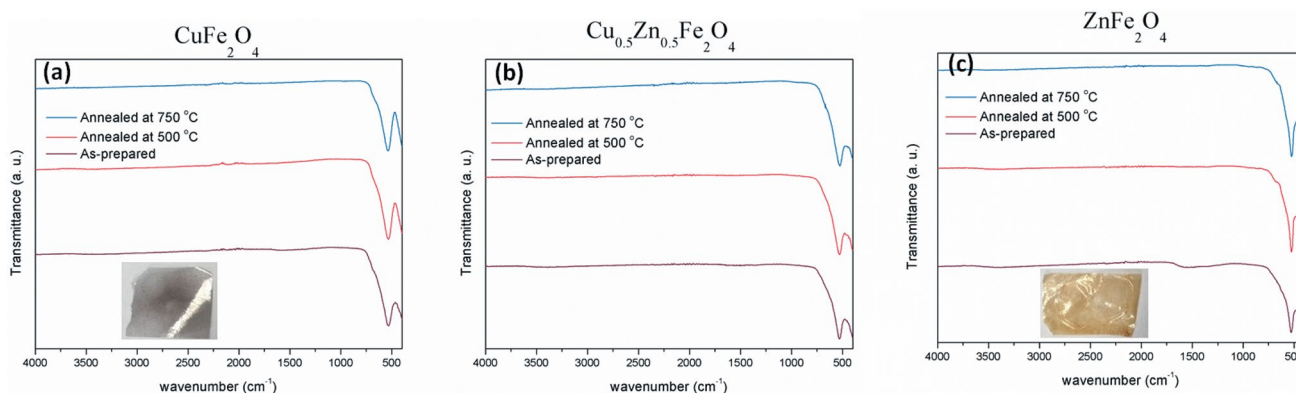 CuFe₂O₄
Cu₀.₅Zn₀.₅Fe₂O₄
ZnFe₂O₄
(a)
Annealed at 750 °C
Annealed at 500 °C
As-prepared
Transmittance (a. u.)
4000 3500 3000 2500 2000 1500 1000 500
wavenumber (cm⁻¹)
(b)
Annealed at 750 °C
Annealed at 500 °C
As-prepared
Transmittance (a. u.)
4000 3500 3000 2500 2000 1500 1000 500
wavenumber (cm⁻¹)
(c)
Annealed at 750 °C
Annealed at 500 °C
As-prepared
Transmittance (a. u.)
4000 3500 3000 2500 2000 1500 1000 500
wavenumber (cm⁻¹)